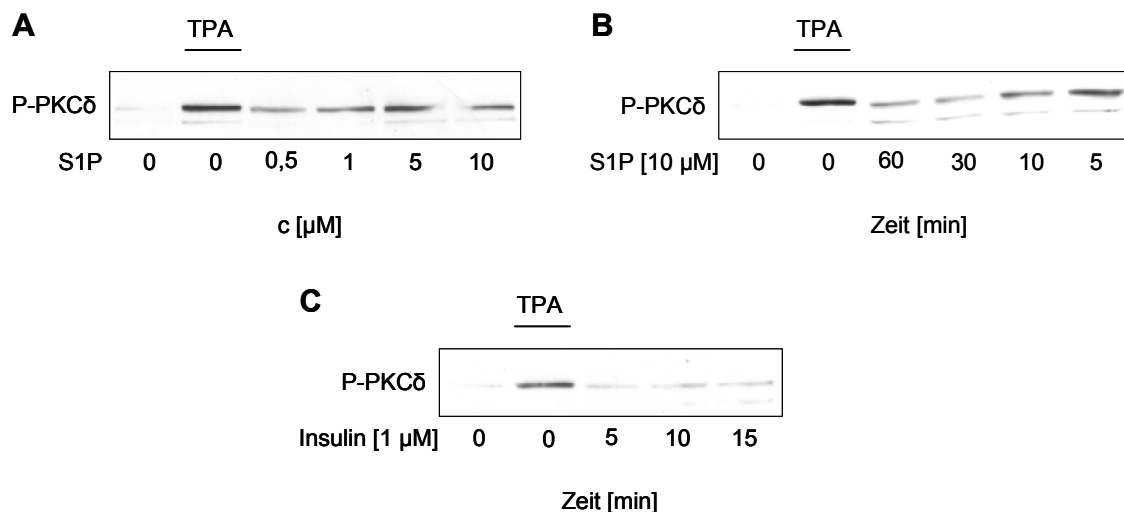 A
TPA
P-PKCδ
S1P 0 0 0,5 1 5 10
c [µM]
B
TPA
P-PKCδ
S1P [10 µM] 0 0 60 30 10 5
Zeit [min]
C
TPA
P-PKCδ
Insulin [1 µM] 0 0 5 10 15
Zeit [min]